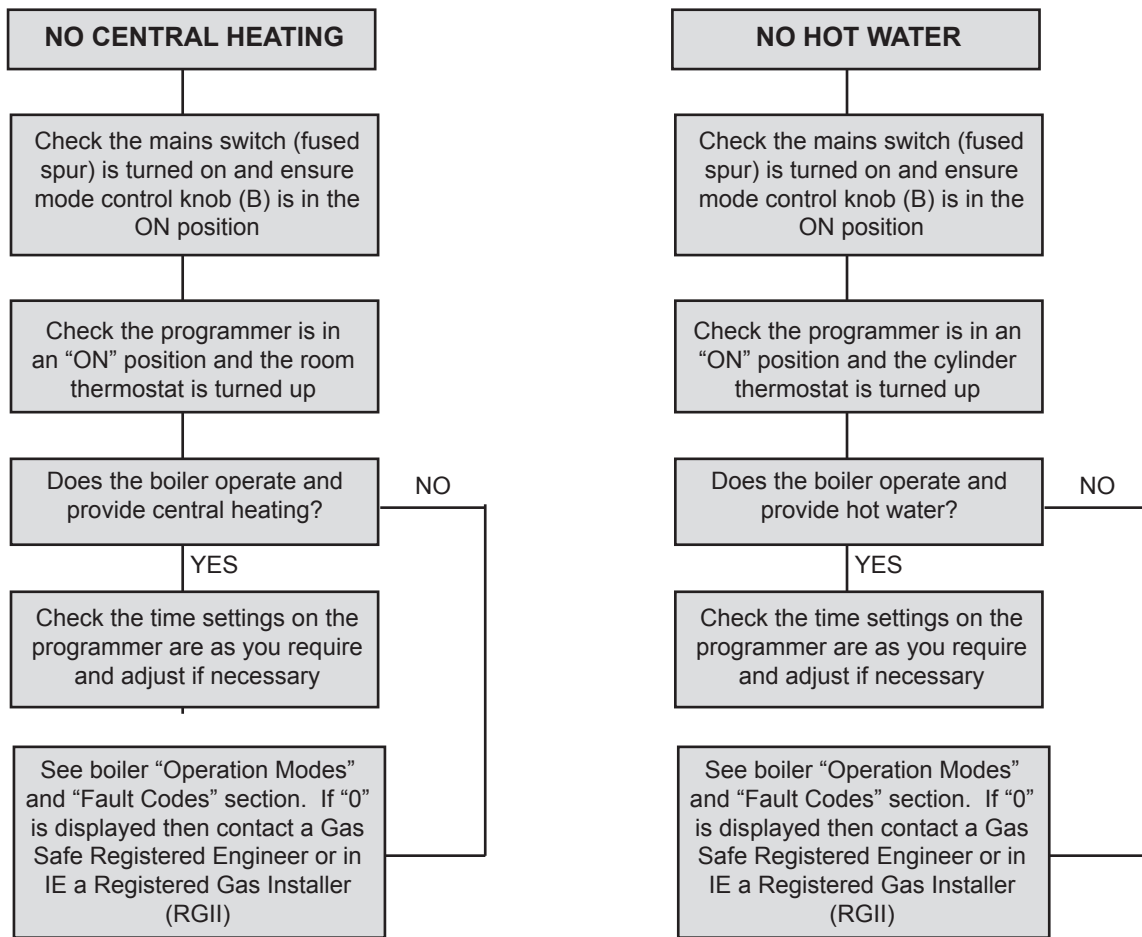 NO CENTRAL HEATING
Check the mains switch (fused
spur) is turned on and ensure
mode control knob (B) is in the
ON position
Check the programmer is in
an “ON” position and the room
thermostat is turned up
Does the boiler operate and
provide central heating?
NO
YES
Check the time settings on the
programmer are as you require
and adjust if necessary
See boiler “Operation Modes”
and “Fault Codes” section. If “0”
is displayed then contact a Gas
Safe Registered Engineer or in
IE a Registered Gas Installer
(RGII)
NO HOT WATER
Check the mains switch (fused
spur) is turned on and ensure
mode control knob (B) is in the
ON position
Check the programmer is in an
“ON” position and the cylinder
thermostat is turned up
Does the boiler operate and
provide hot water?
NO
YES
Check the time settings on the
programmer are as you require
and adjust if necessary
See boiler “Operation Modes”
and “Fault Codes” section. If “0”
is displayed then contact a Gas
Safe Registered Engineer or in
IE a Registered Gas Installer
(RGII)